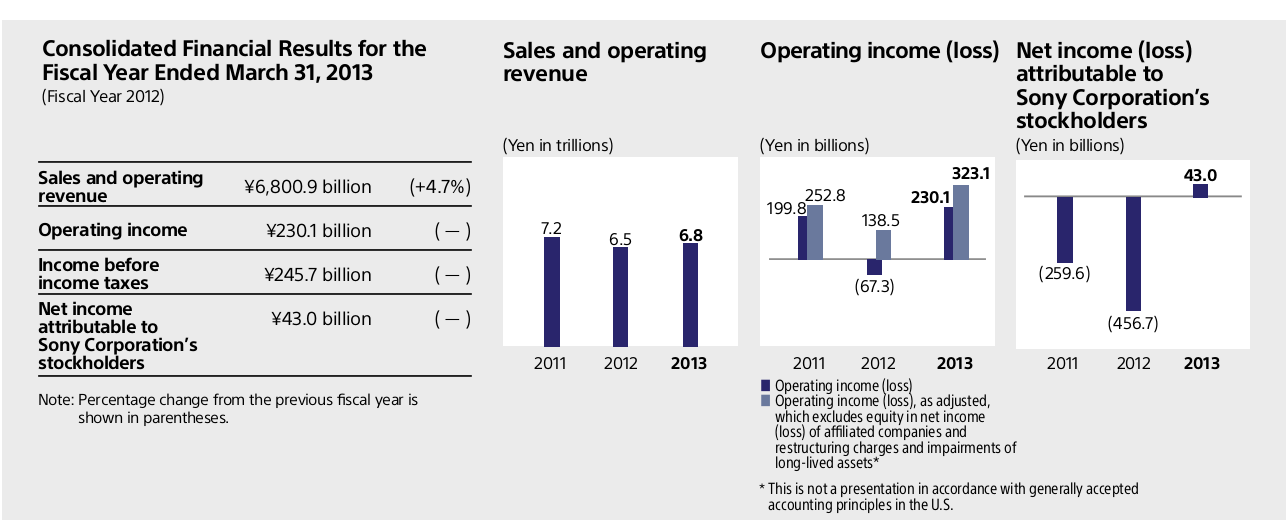 Consolidated Financial Results for the
Fiscal Year Ended March 31, 2013
(Fiscal Year 2012)
Sales and operating
revenue
¥6,800.9 billion
(+4.7%)
Operating income
¥230.1 billion
( — )
Income before
income taxes
¥245.7 billion
( — )
Net income
attributable to
Sony Corporation’s
stockholders
¥43.0 billion
( — )
Note: Percentage change from the previous fiscal year is
shown in parentheses.
Sales and operating
revenue
(Yen in trillions)
7.2
6.5
6.8
2011
2012
2013
Operating income (loss)
(Yen in billions)
199.8
252.8
138.5
(67.3)
230.1
323.1
2011
2012
2013
Operating income (loss)
Operating income (loss), as adjusted,
which excludes equity in net income
(loss) of affiliated companies and
restructuring charges and impairments of
long-lived assets*
* This is not a presentation in accordance with generally accepted
accounting principles in the U.S.
Net income (loss)
attributable to
Sony Corporation’s
stockholders
(Yen in billions)
(259.6)
(456.7)
43.0
2011
2012
2013